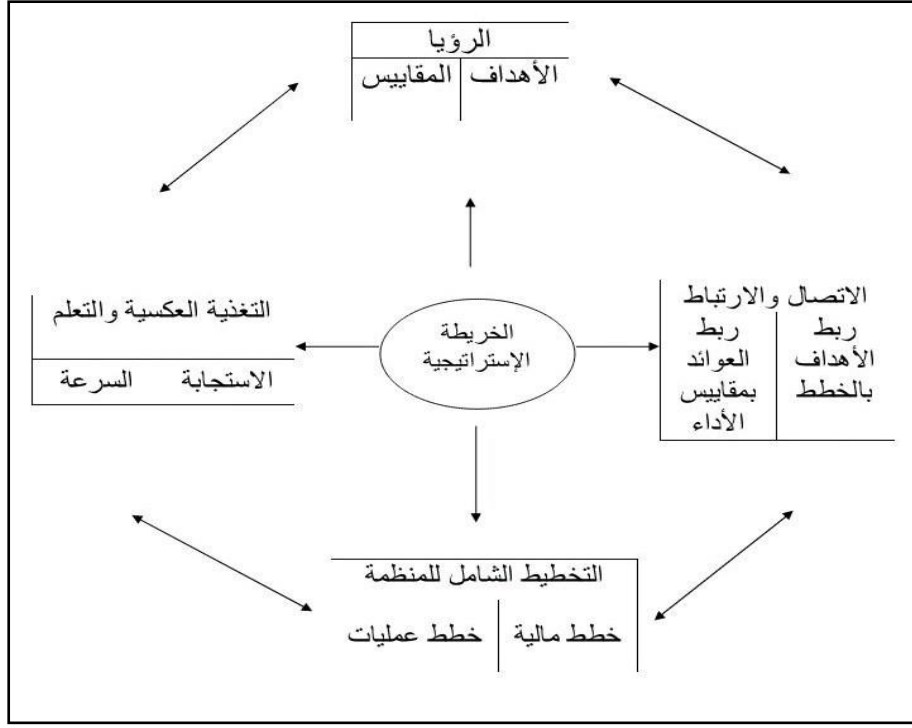 الرؤيا
الأهداف
المقاييس
الاتصال والارتباط
ربط
الأهداف
بالخطط
ربط
العوائد
بمقاييس
الأداء
الخريطة
الإستراتيجية
التغذية العكسية والتعلم
الاستجابة
السرعة
التخطيط الشامل للمنظمة
خطط مالية
خطط عمليات